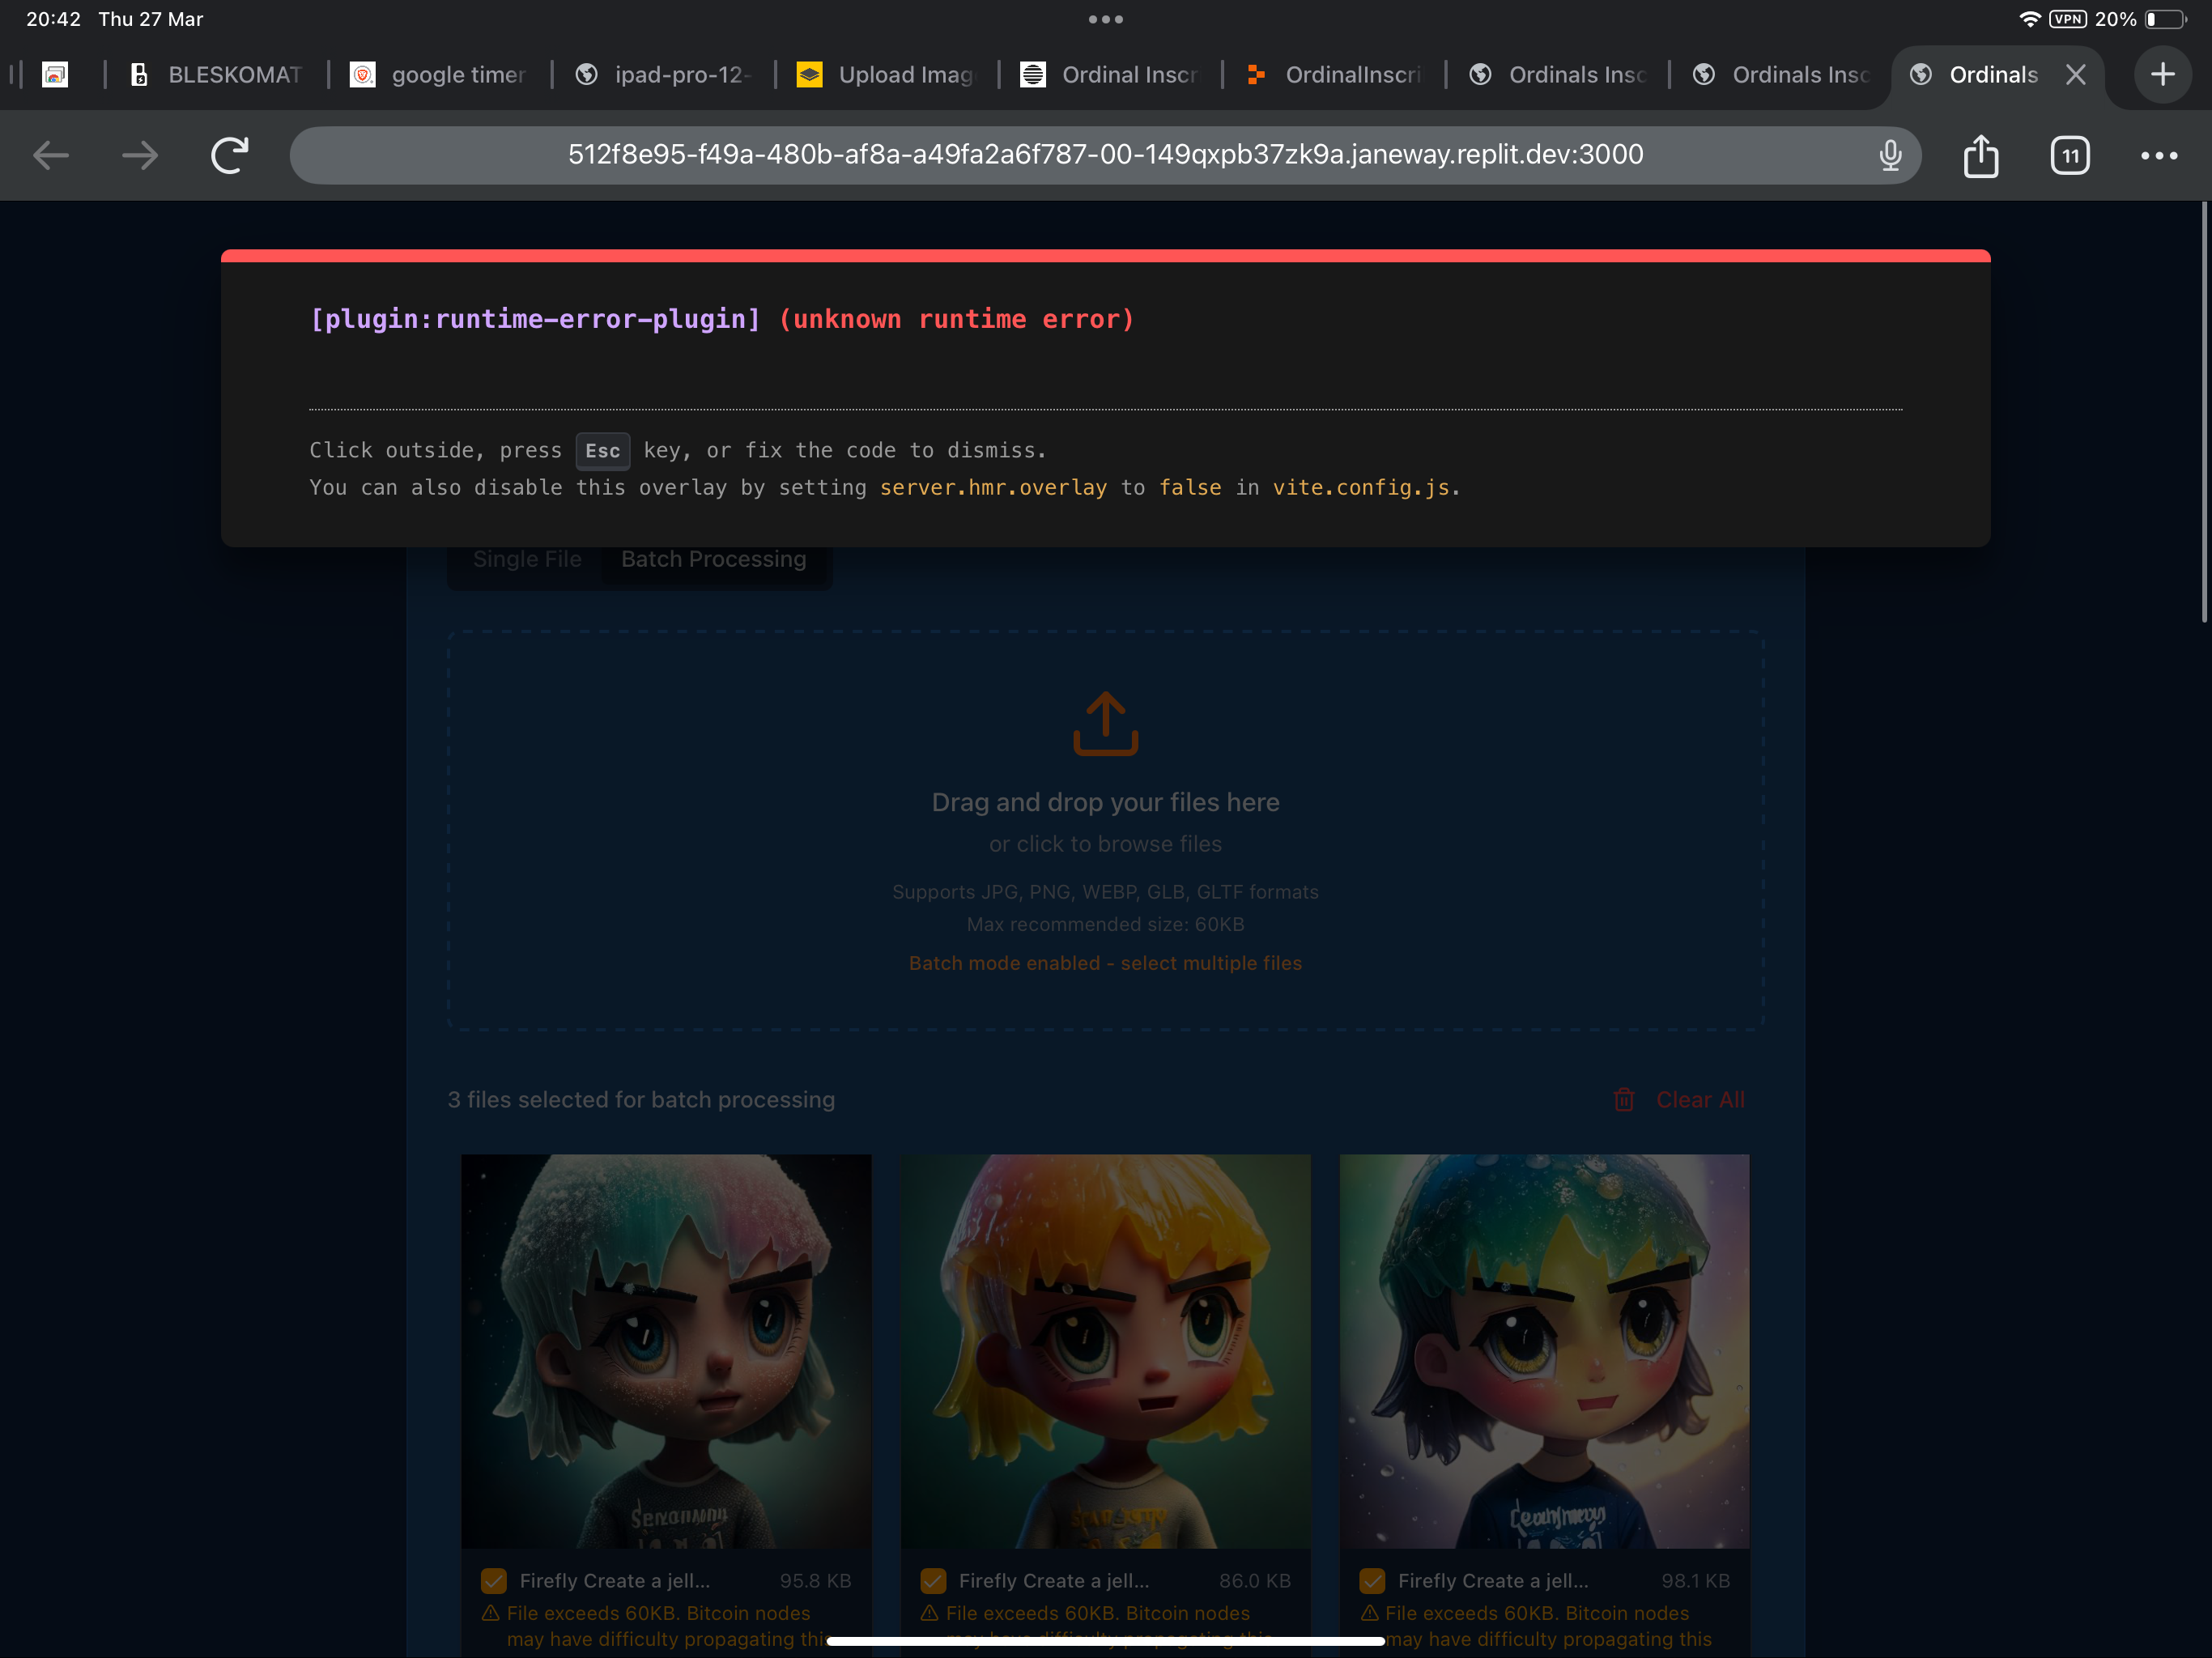 20:42 Thu 27 Mar
VPN 20%
BLESKOMAT
google timer
ipad-pro-12-
Upload Imag
Ordinal Inscr
OrdinalInscri
Ordinals Insc
Ordinals Insc
Ordinals
512f8e95-f49a-480b-af8a-a49fa2a6f787-00-149qxpb37zk9a.janeway.replit.dev:3000
11
[plugin:runtime-error-plugin] (unknown runtime error)
Click outside, press Esc key, or fix the code to dismiss.
You can also disable this overlay by setting server.hmr.overlay to false in vite.config.js.
Single File Batch Processing
Drag and drop your files here
or click to browse files
Supports JPG, PNG, WEBP, GLB, GLTF formats
Max recommended size: 60KB
Batch mode enabled - select multiple files
3 files selected for batch processing
Clear All
Firefly Create a jell... 95.8 KB
File exceeds 60KB. Bitcoin nodes
may have difficulty propagating this
Firefly Create a jell... 86.0 KB
File exceeds 60KB. Bitcoin nodes
may have difficulty propagating this
Firefly Create a jell... 98.1 KB
File exceeds 60KB. Bitcoin nodes
may have difficulty propagating this